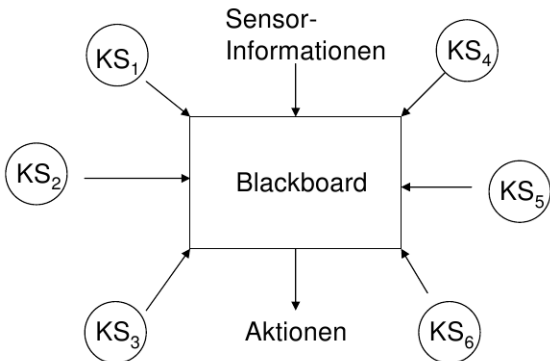 Sensor-
Informationen
KS₁
KS₄
KS₂
Blackboard
KS₅
KS₃
Aktionen
KS₆